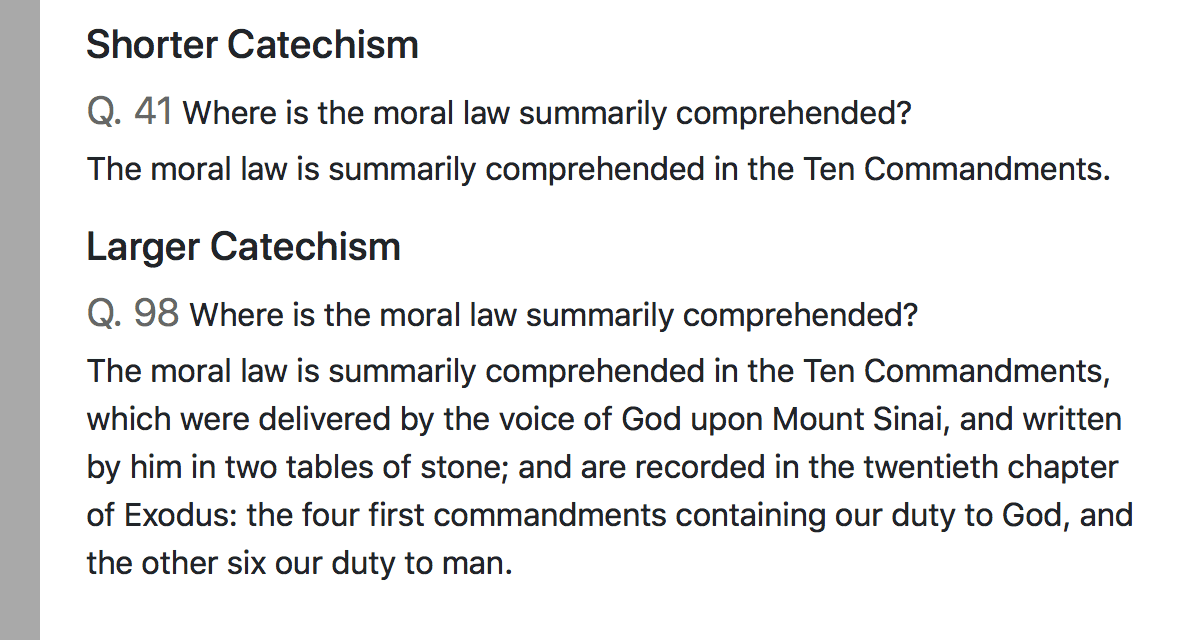 Shorter Catechism
Q. 41 Where is the moral law summarily comprehended?
The moral law is summarily comprehended in the Ten Commandments.
Larger Catechism
Q. 98 Where is the moral law summarily comprehended?
The moral law is summarily comprehended in the Ten Commandments,
which were delivered by the voice of God upon Mount Sinai, and written
by him in two tables of stone; and are recorded in the twentieth chapter
of Exodus: the four first commandments containing our duty to God, and
the other six our duty to man.